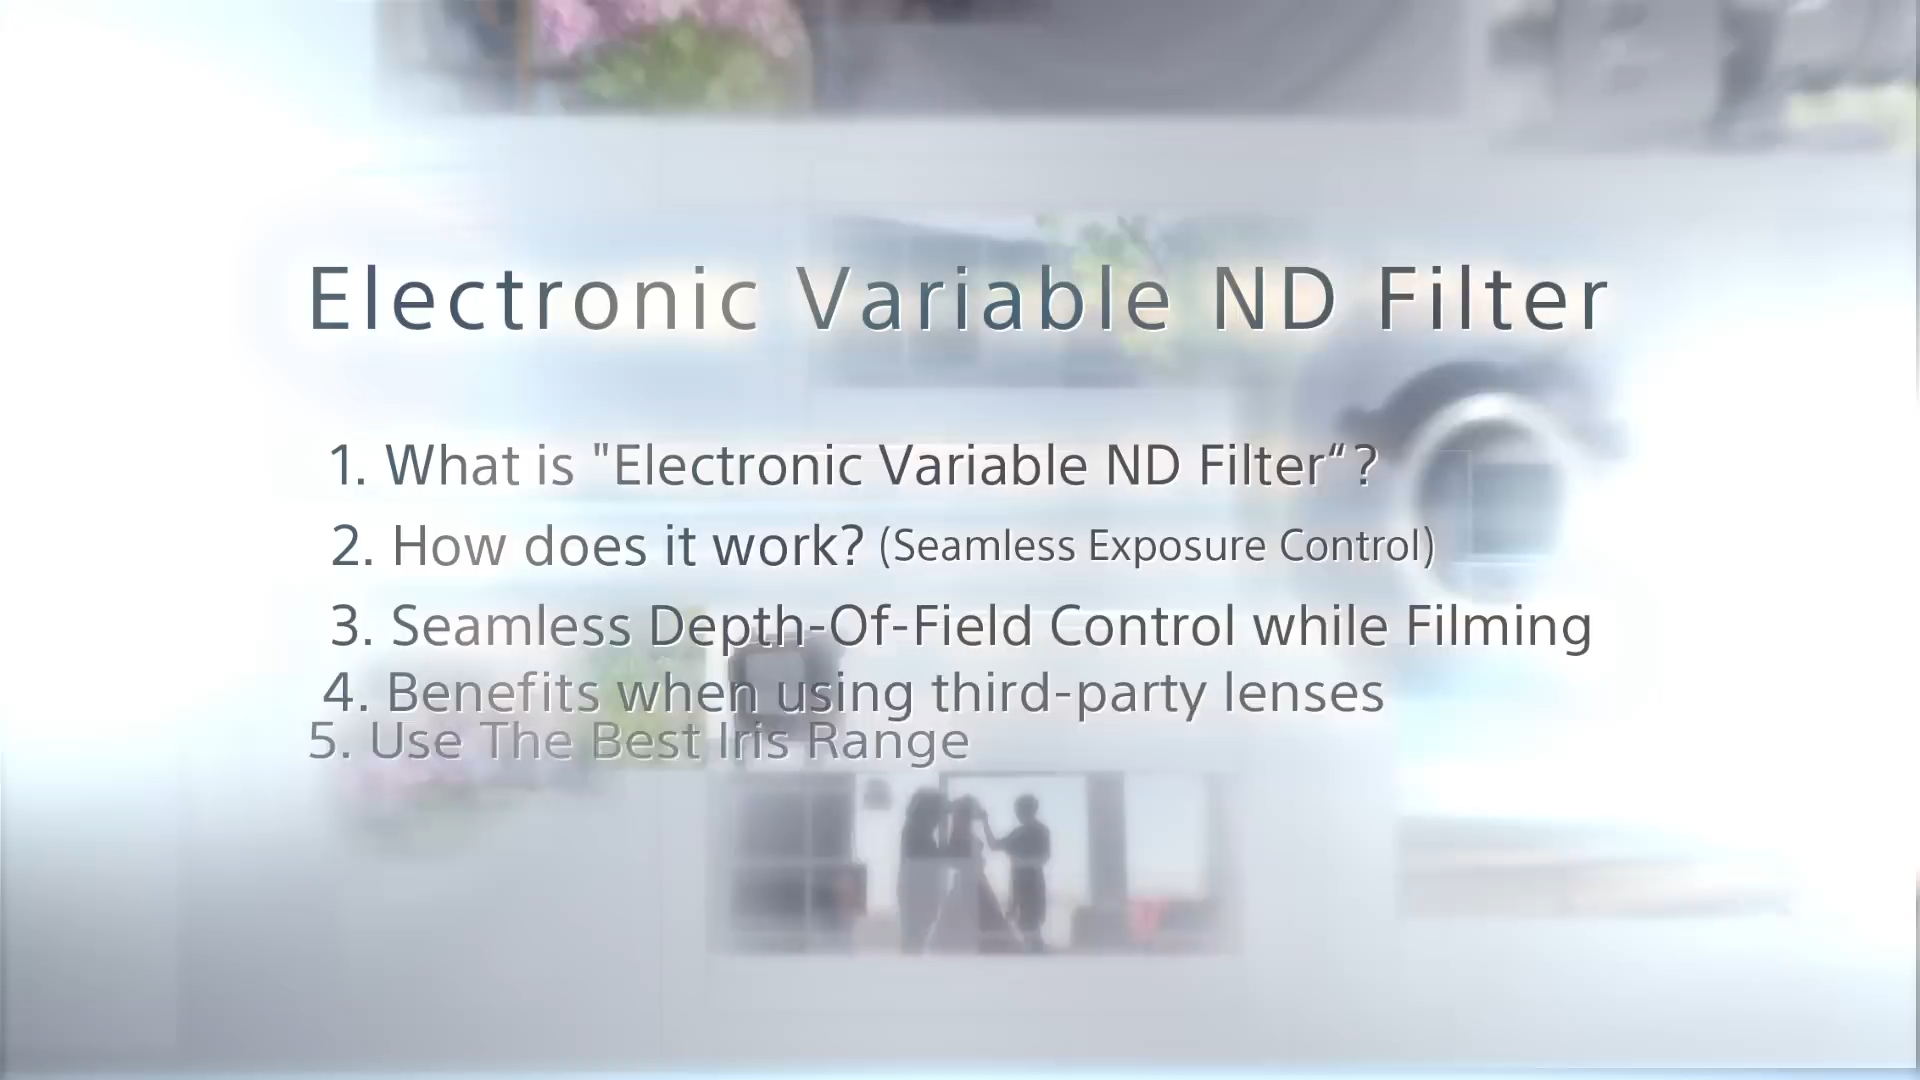 Electronic Variable ND Filter
1. What is "Electronic Variable ND Filter“?
2. How does it work? (Seamless Exposure Control)
3. Seamless Depth-Of-Field Control while Filming
4. Benefits when using third-party lenses
5. Use The Best Iris Range